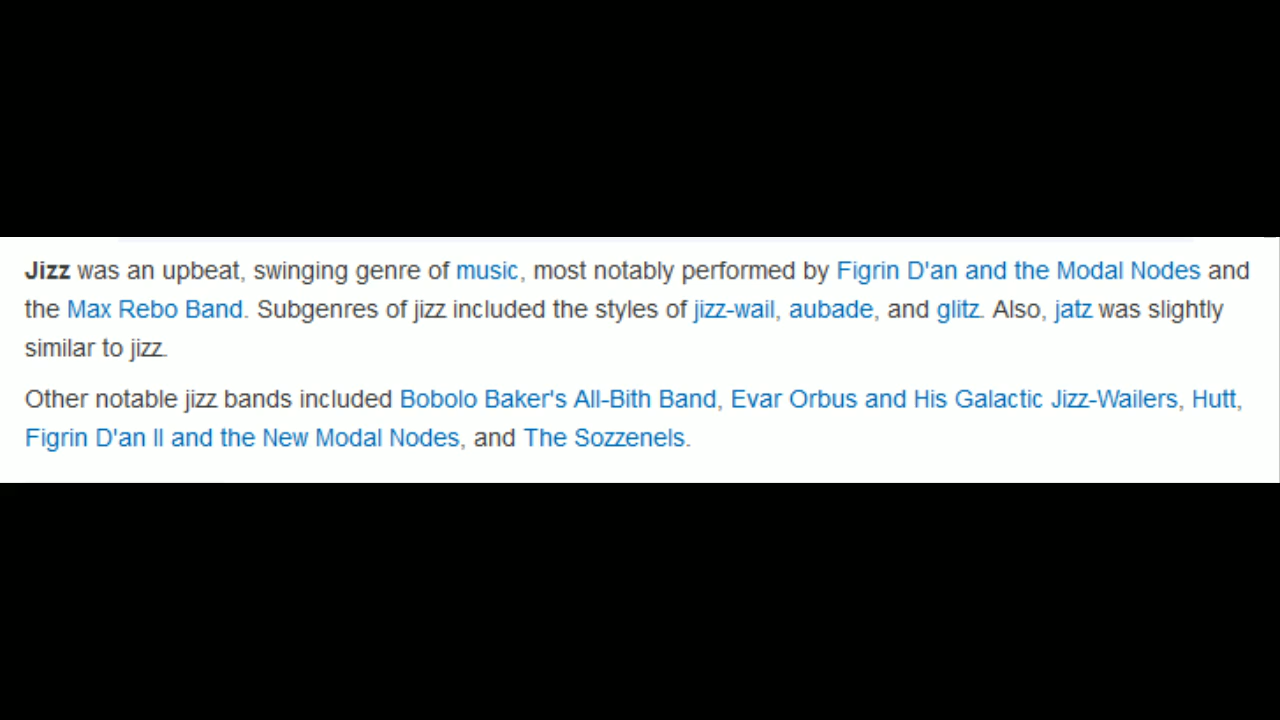 Jizz was an upbeat, swinging genre of music, most notably performed by Figrin D'an and the Modal Nodes and
the Max Rebo Band. Subgenres of jizz included the styles of jizz-wail, aubade, and glitz. Also, jatz was slightly
similar to jizz.
Other notable jizz bands included Bobolo Baker's All-Bith Band, Evar Orbus and His Galactic Jizz-Wailers, Hutt,
Figrin D'an II and the New Modal Nodes, and The Sozzenels.